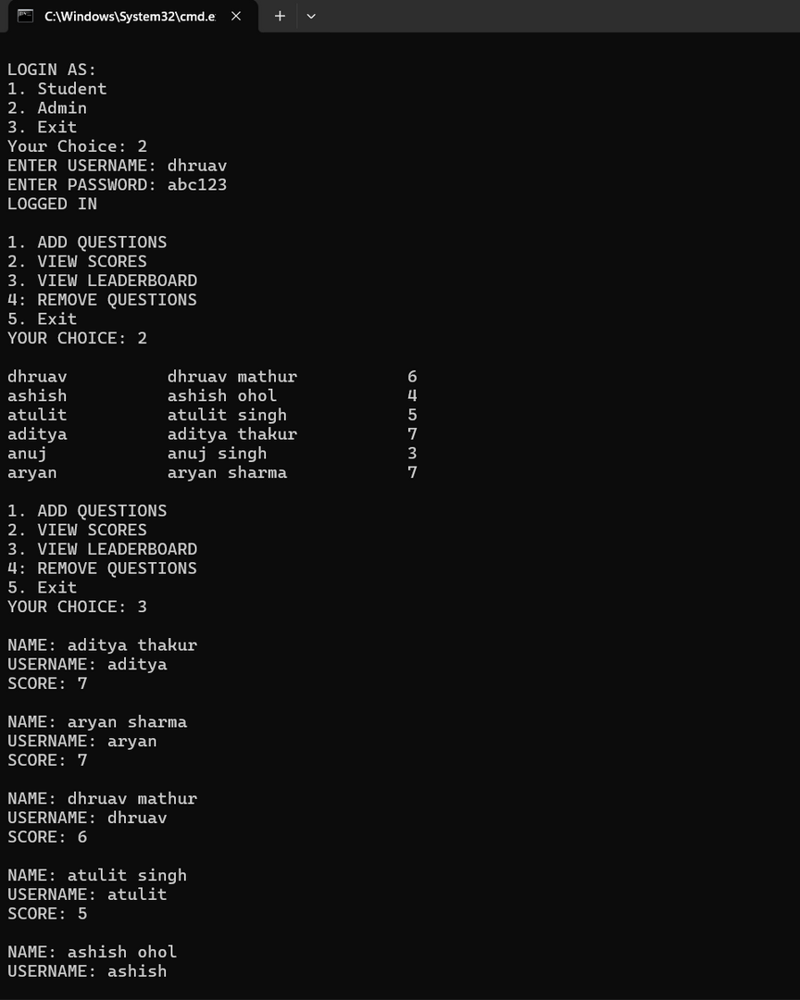 C:\Windows\System32\cmd.e
LOGIN AS:
1. Student
2. Admin
3. Exit
Your Choice: 2
ENTER USERNAME: dhruav
ENTER PASSWORD: abc123
LOGGED IN
1. ADD QUESTIONS
2. VIEW SCORES
3. VIEW LEADERBOARD
4: REMOVE QUESTIONS
5. Exit
YOUR CHOICE: 2
dhruav dhruav mathur 6
ashish ashish ohol 4
atulit atulit singh 5
aditya aditya thakur 7
anuj anuj singh 3
aryan aryan sharma 7
1. ADD QUESTIONS
2. VIEW SCORES
3. VIEW LEADERBOARD
4: REMOVE QUESTIONS
5. Exit
YOUR CHOICE: 3
NAME: aditya thakur
USERNAME: aditya
SCORE: 7
NAME: aryan sharma
USERNAME: aryan
SCORE: 7
NAME: dhruav mathur
USERNAME: dhruav
SCORE: 6
NAME: atulit singh
USERNAME: atulit
SCORE: 5
NAME: ashish ohol
USERNAME: ashish